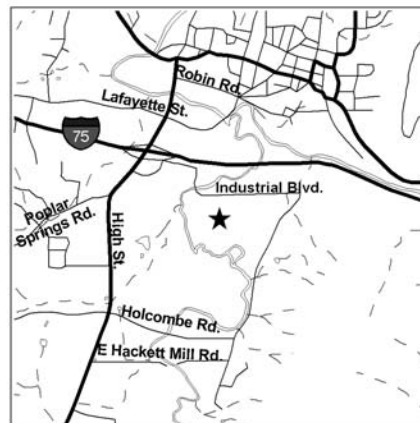 Robin Rd.
Lafayette St.
75
Industrial Blvd.
Poplar
Springs Rd.
High St.
Holcombe Rd.
E Hackett Mill Rd.